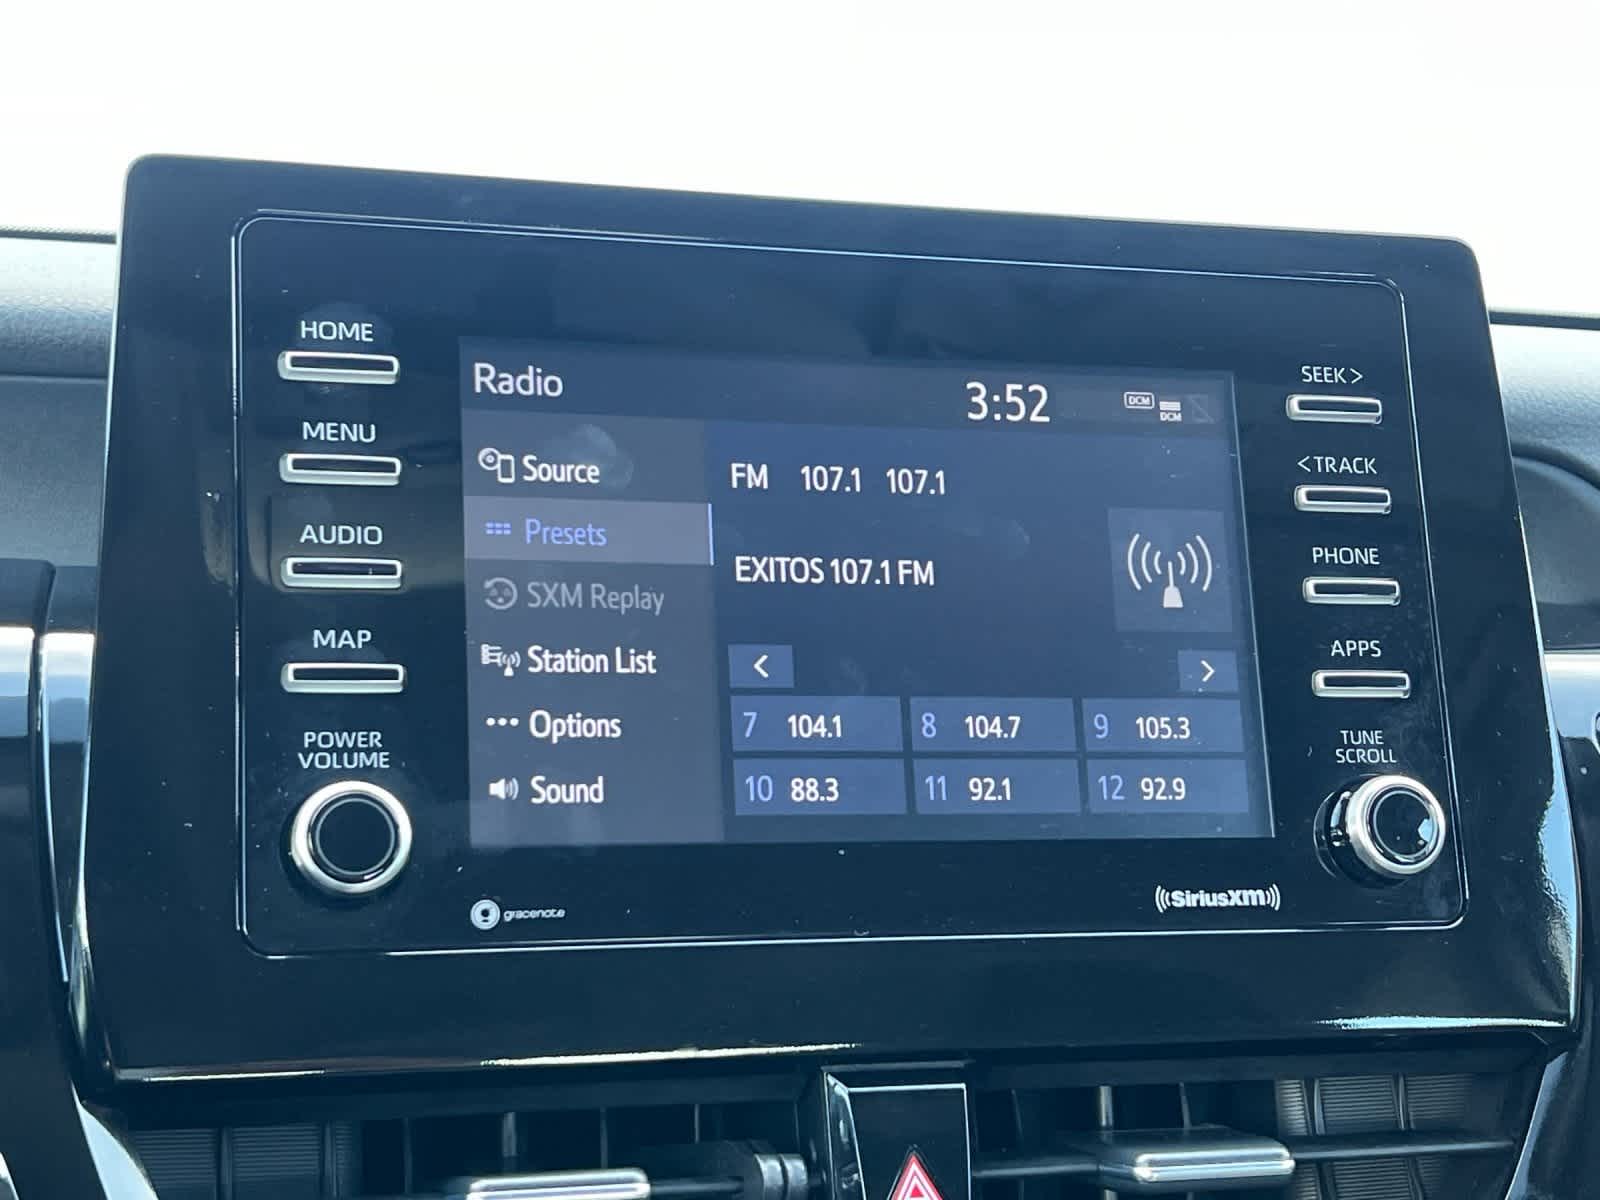 HOME
MENU
AUDIO
MAP
POWER
VOLUME
Radio
3:52
DCM
DCM
Source
Presets
SXM Replay
Station List
Options
Sound
FM 107.1 107.1
EXITOS 107.1 FM
<
>
7 104.1 8 104.7 9 105.3
10 88.3 11 92.1 12 92.9
SEEK >
< TRACK
PHONE
APPS
TUNE
SCROLL
gracenote
SiriusXM